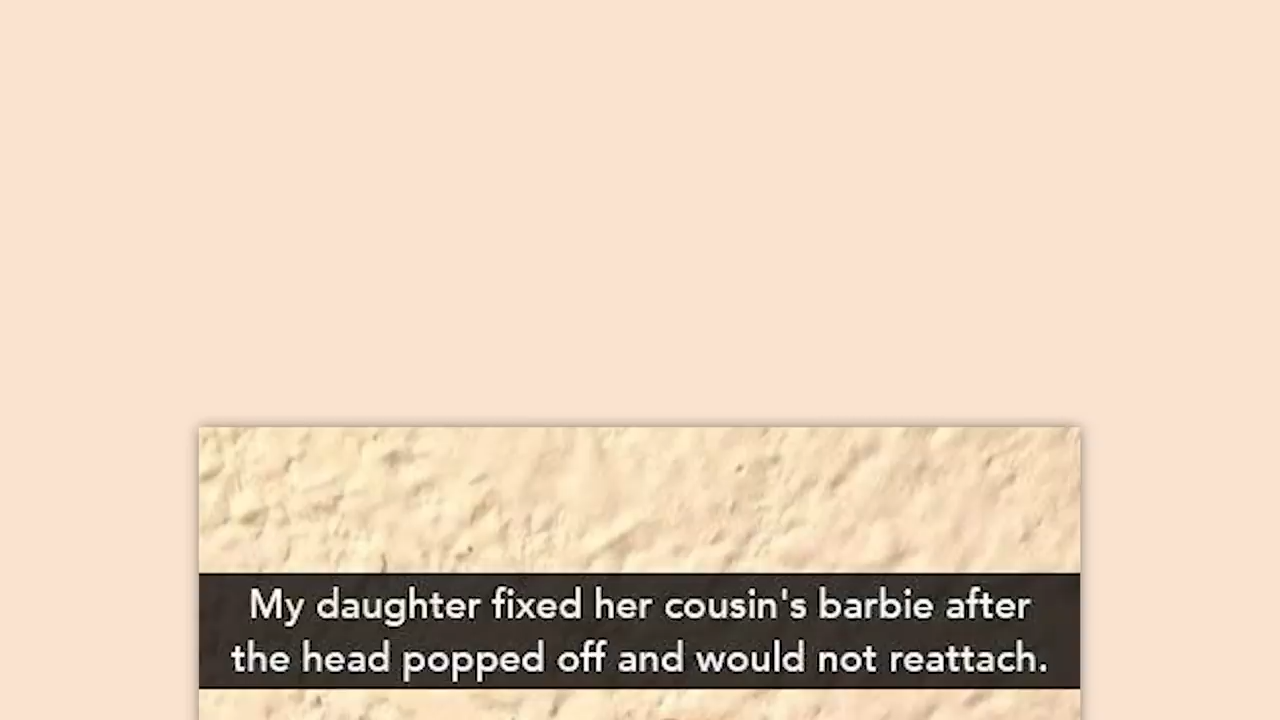 My daughter fixed her cousin's barbie after
the head popped off and would not reattach.